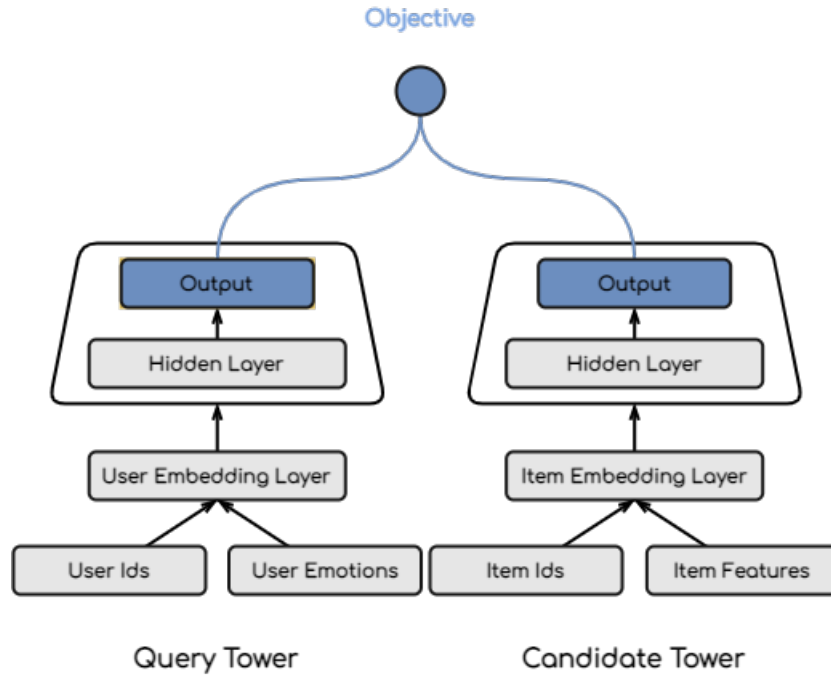 Objective
Output
Output
Hidden Layer
Hidden Layer
User Embedding Layer
Item Embedding Layer
User Ids
User Emotions
Item Ids
Item Features
Query Tower
Candidate Tower